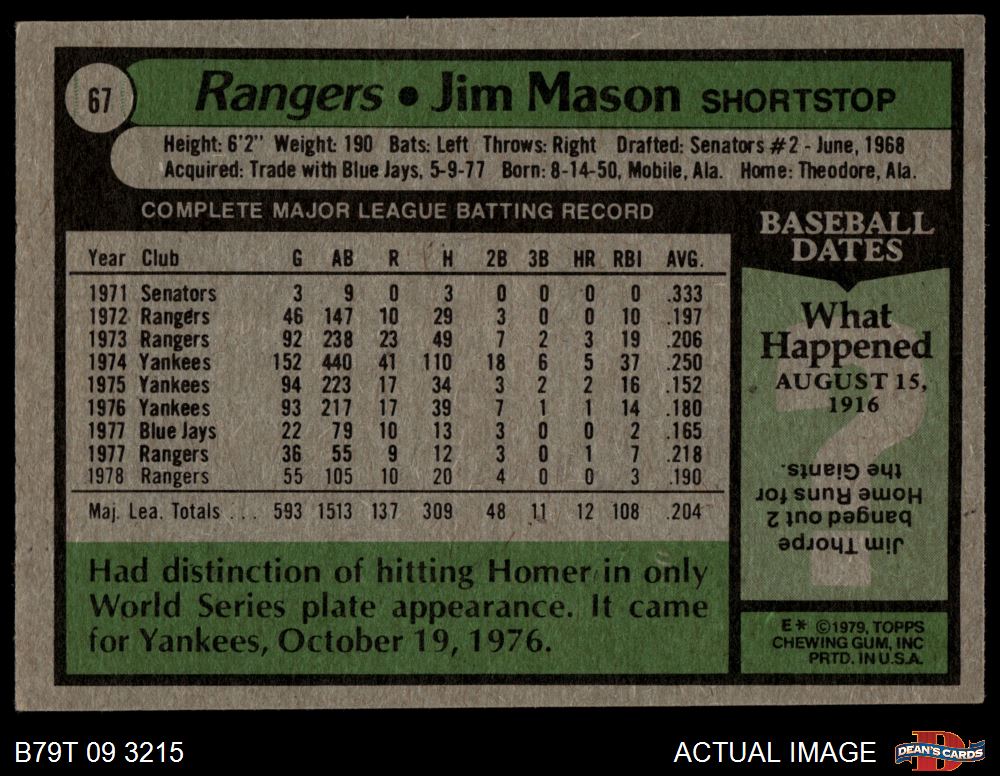 67
Rangers • Jim Mason SHORTSTOP
Height: 6'2" Weight: 190 Bats: Left Throws: Right Drafted: Senators #2 - June, 1968
Acquired: Trade with Blue Jays, 5-9-77 Born: 8-14-50, Mobile, Ala. Home: Theodore, Ala.
COMPLETE MAJOR LEAGUE BATTING RECORD
Year Club G AB R H 2B 3B HR RBI AVG.
1971 Senators 3 9 0 3 0 0 0 0 .333
1972 Rangers 46 147 10 29 3 0 0 10 .197
1973 Rangers 92 238 23 49 7 2 3 19 .206
1974 Yankees 152 440 41 110 18 6 5 37 .250
1975 Yankees 94 223 17 34 3 2 2 16 .152
1976 Yankees 93 217 17 39 7 1 1 14 .180
1977 Blue Jays 22 79 10 13 3 0 0 2 .165
1977 Rangers 36 55 9 12 3 0 1 7 .218
1978 Rangers 55 105 10 20 4 0 0 3 .190
Maj. Lea. Totals ... 593 1513 137 309 48 11 12 108 .204
Had distinction of hitting Homer in only
World Series plate appearance. It came
for Yankees, October 19, 1976.
BASEBALL
DATES
What
Happened
AUGUST 15,
1916
Jim Thorpe
banged out 2
Home Runs for
the Giants.
E* ©1979, TOPPS
CHEWING GUM, INC
PRTD. IN U.S.A.
B79T 09 3215
ACTUAL IMAGE
DEAN'S CARDS